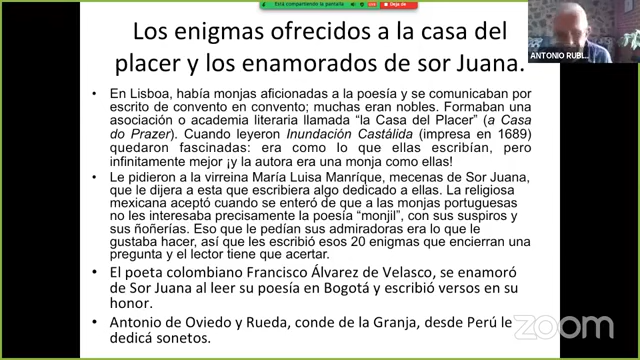 Está compartiendo la pantalla
Los enigmas ofrecidos a la casa del
placer y los enamorados de sor Juana.
ANTONIO RUBI...
• En Lisboa, había monjas aficionadas a la poesía y se comunicaban por
escrito de convento en convento; muchas eran nobles. Formaban una
asociación o academia literaria llamada “la Casa del Placer” (a Casa
do Prazer). Cuando leyeron Inundación Castálida (impresa en 1689)
quedaron fascinadas: era como lo que ellas escribían, pero
infinitamente mejor ¡y la autora era una monja como ellas!
• Le pidieron a la virreina María Luisa Manríque, mecenas de Sor Juana,
que le dijera a esta que escribiera algo dedicado a ellas. La religiosa
mexicana aceptó cuando se enteró de que a las monjas portuguesas
no les interesaba precisamente la poesía “monjil”, con sus suspiros y
sus ñoñerías. Eso que le pedían sus admiradoras era lo que le
gustaba hacer, así que les escribió esos 20 enigmas que encierran una
pregunta y el lector tiene que acertar.
• El poeta colombiano Francisco Álvarez de Velasco, se enamoró
de Sor Juana al leer su poesía en Bogotá y escribió versos en su
honor.
• Antonio de Oviedo y Rueda, conde de la Granja, desde Perú le
dedicá sonetos.
zoom